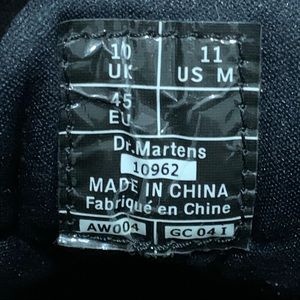 10 11
UK US M
45
EU
Dr.Martens
10962
MADE IN CHINA
Fabriqué en Chine
AW004 GC 04 I